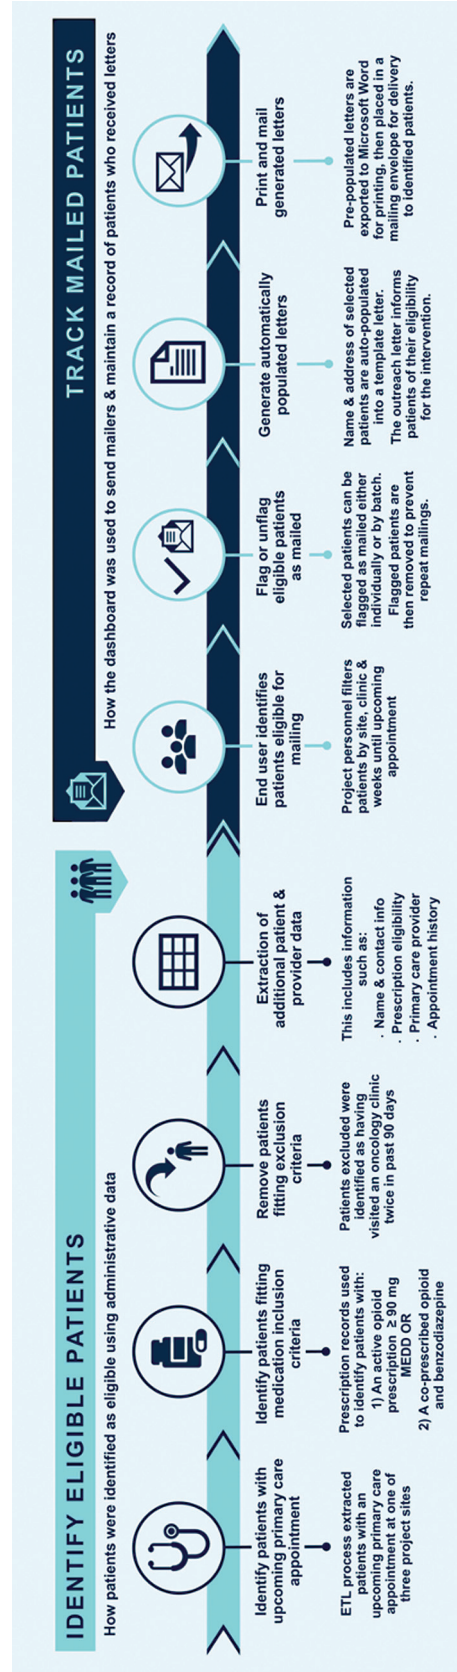 IDENTIFY ELIGIBLE PATIENTS
How patients were identified as eligible using administrative data
Identify patients with
upcoming primary care
appointment
ETL process extracted
patients with an
upcoming primary care
appointment at one of
three project sites
Identify patients fitting
medication inclusion
criteria
Prescription records used
to identify patients with:
1) An active opioid
prescription ≥ 90 mg
MEDD OR
2) A co-prescribed opioid
and benzodiazepine
Remove patients
fitting exclusion
criteria
Patients excluded were
identified as having
visited an oncology clinic
twice in past 90 days
Extraction of
additional patient &
provider data
This includes information
such as:
· Name & contact info
· Prescription eligibility
· Primary care provider
· Appointment history
TRACK MAILED PATIENTS
How the dashboard was used to send mailers & maintain a record of patients who received letters
End user identifies
patients eligible for
mailing
Project personnel filters
patients by site, clinic &
weeks until upcoming
appointment
Flag or unflag
eligible patients
as mailed
Selected patients can be
flagged as mailed either
individually or by batch.
Flagged patients are
then removed to prevent
repeat mailings.
Generate automatically
populated letters
Name & address of selected
patients are auto-populated
into a template letter.
The outreach letter informs
patients of their eligibility
for the intervention.
Print and mail
generated letters
Pre-populated letters are
exported to Microsoft Word
for printing, then placed in a
mailing envelope for delivery
to identified patients.